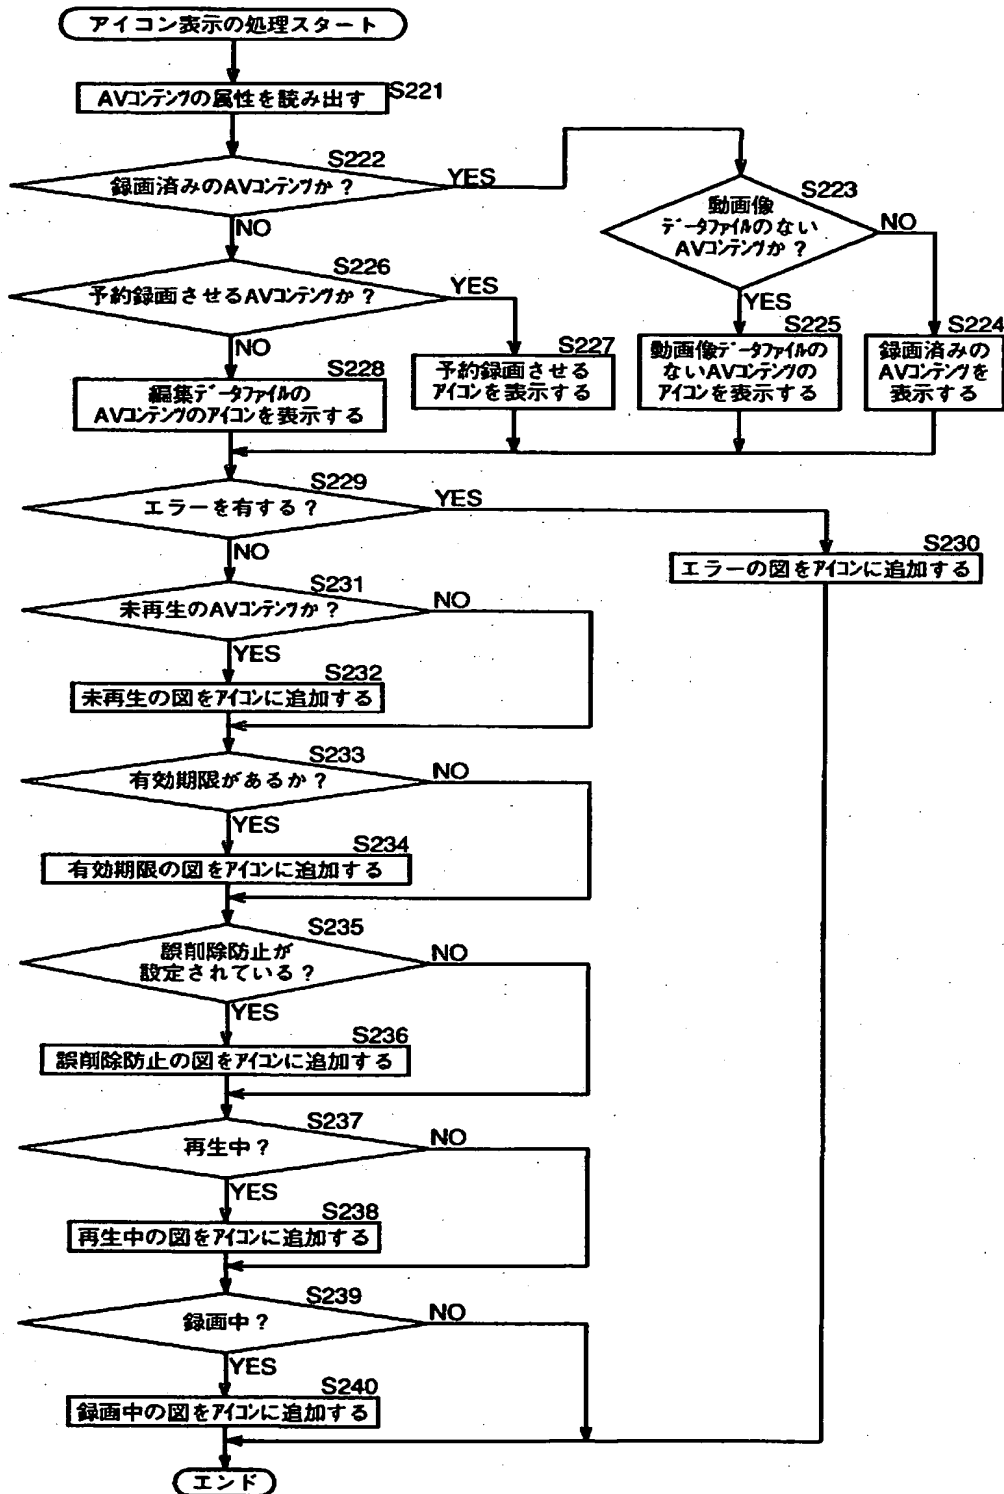 アイコン表示の処理スタート
AVコンテンツの属性を読み出す
S221
S222
録画済みのAVコンテンツか？
YES
NO
S223
動画像
データファイルのない
AVコンテンツか？
NO
YES
S226
予約録画させるAVコンテンツか？
YES
NO
S227
予約録画させる
アイコンを表示する
S225
動画像データファイルの
ないAVコンテンツの
アイコンを表示する
S224
録画済みの
AVコンテンツを
表示する
S228
編集データファイルの
AVコンテンツのアイコンを表示する
S229
エラーを有する？
YES
NO
S230
エラーの図をアイコンに追加する
S231
未再生のAVコンテンツか？
NO
YES
S232
未再生の図をアイコンに追加する
S233
有効期限があるか？
NO
YES
S234
有効期限の図をアイコンに追加する
S235
誤削除防止が
設定されている？
NO
YES
S236
誤削除防止の図をアイコンに追加する
S237
再生中？
NO
YES
S238
再生中の図をアイコンに追加する
S239
録画中？
NO
YES
S240
録画中の図をアイコンに追加する
エンド